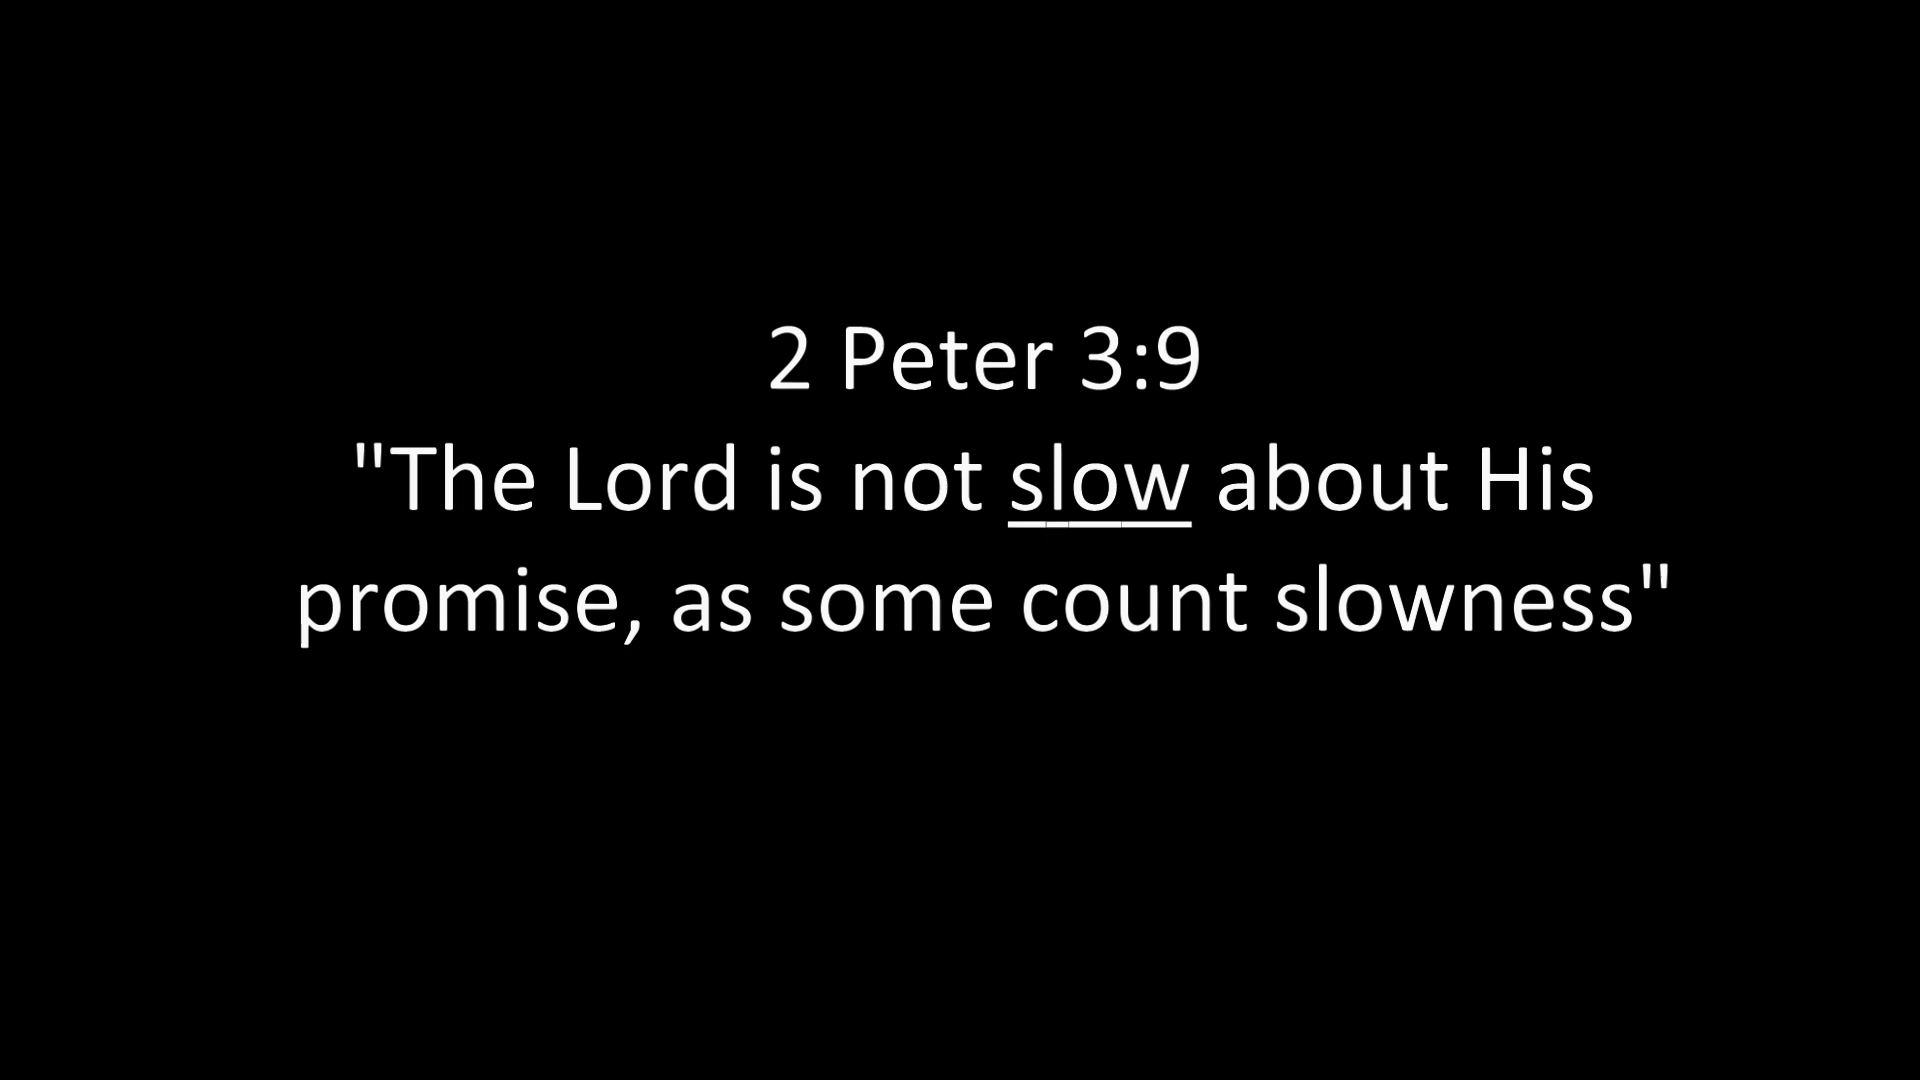 2 Peter 3:9
"The Lord is not slow about His
promise, as some count slowness"